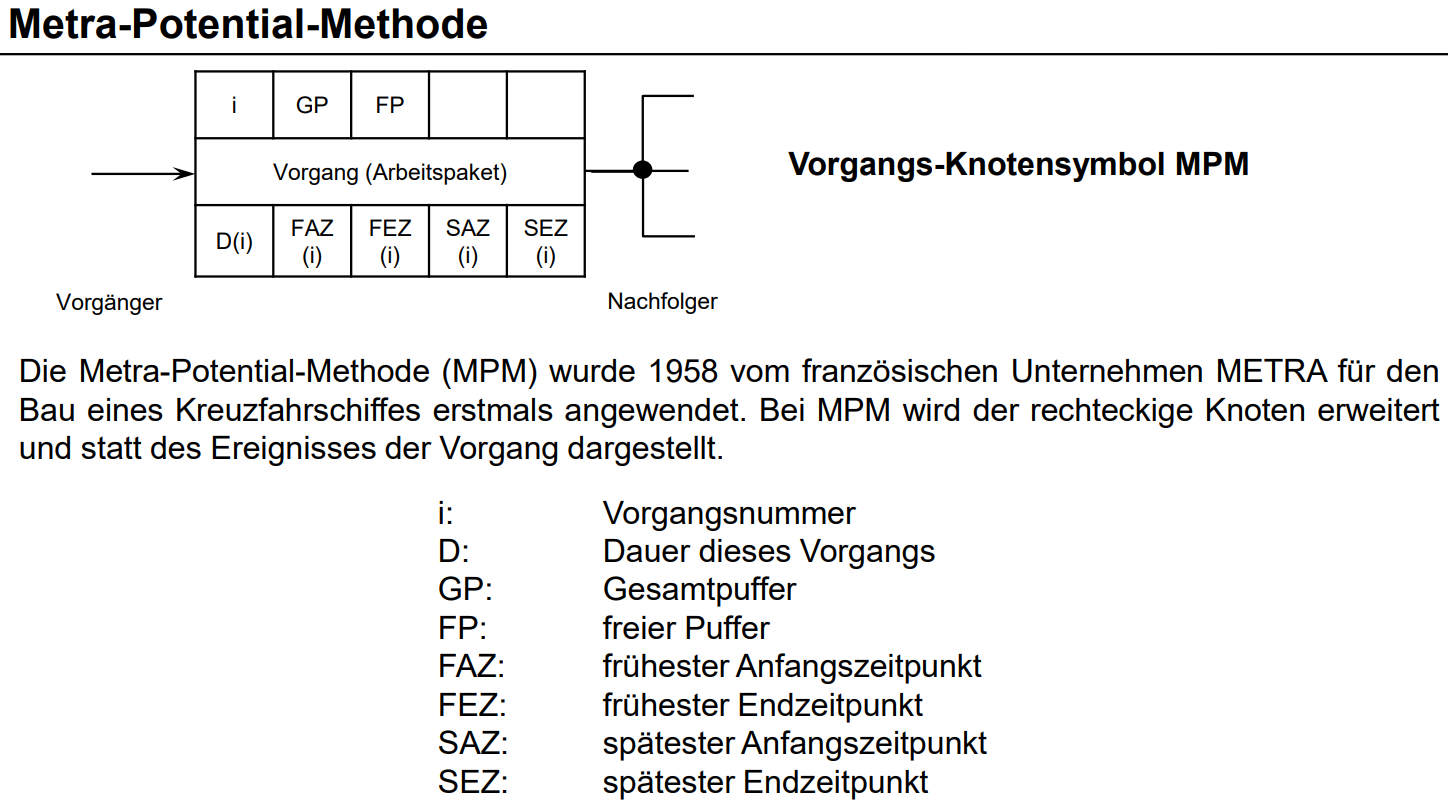 Metra-Potential-Methode
i GP FP
Vorgang (Arbeitspaket)
Vorgangs-Knotensymbol MPM
D(i) FAZ (i) FEZ (i) SAZ (i) SEZ (i)
Vorgänger
Nachfolger
Die Metra-Potential-Methode (MPM) wurde 1958 vom französischen Unternehmen METRA für den
Bau eines Kreuzfahrschiffes erstmals angewendet. Bei MPM wird der rechteckige Knoten erweitert
und statt des Ereignisses der Vorgang dargestellt.
i: Vorgangsnummer
D: Dauer dieses Vorgangs
GP: Gesamtpuffer
FP: freier Puffer
FAZ: frühester Anfangszeitpunkt
FEZ: frühester Endzeitpunkt
SAZ: spätester Anfangszeitpunkt
SEZ: spätester Endzeitpunkt